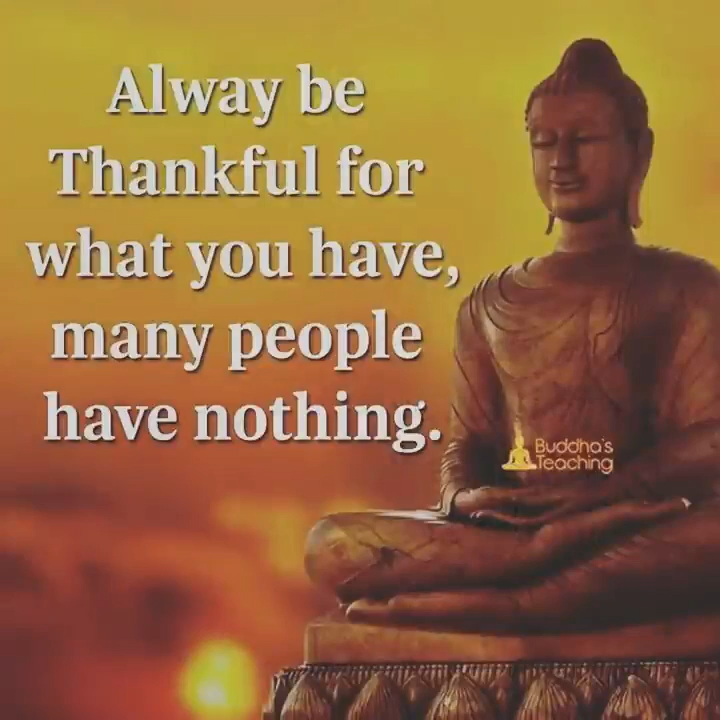 Alway be
Thankful for
what you have,
many people
have nothing.
Buddha's
Teaching